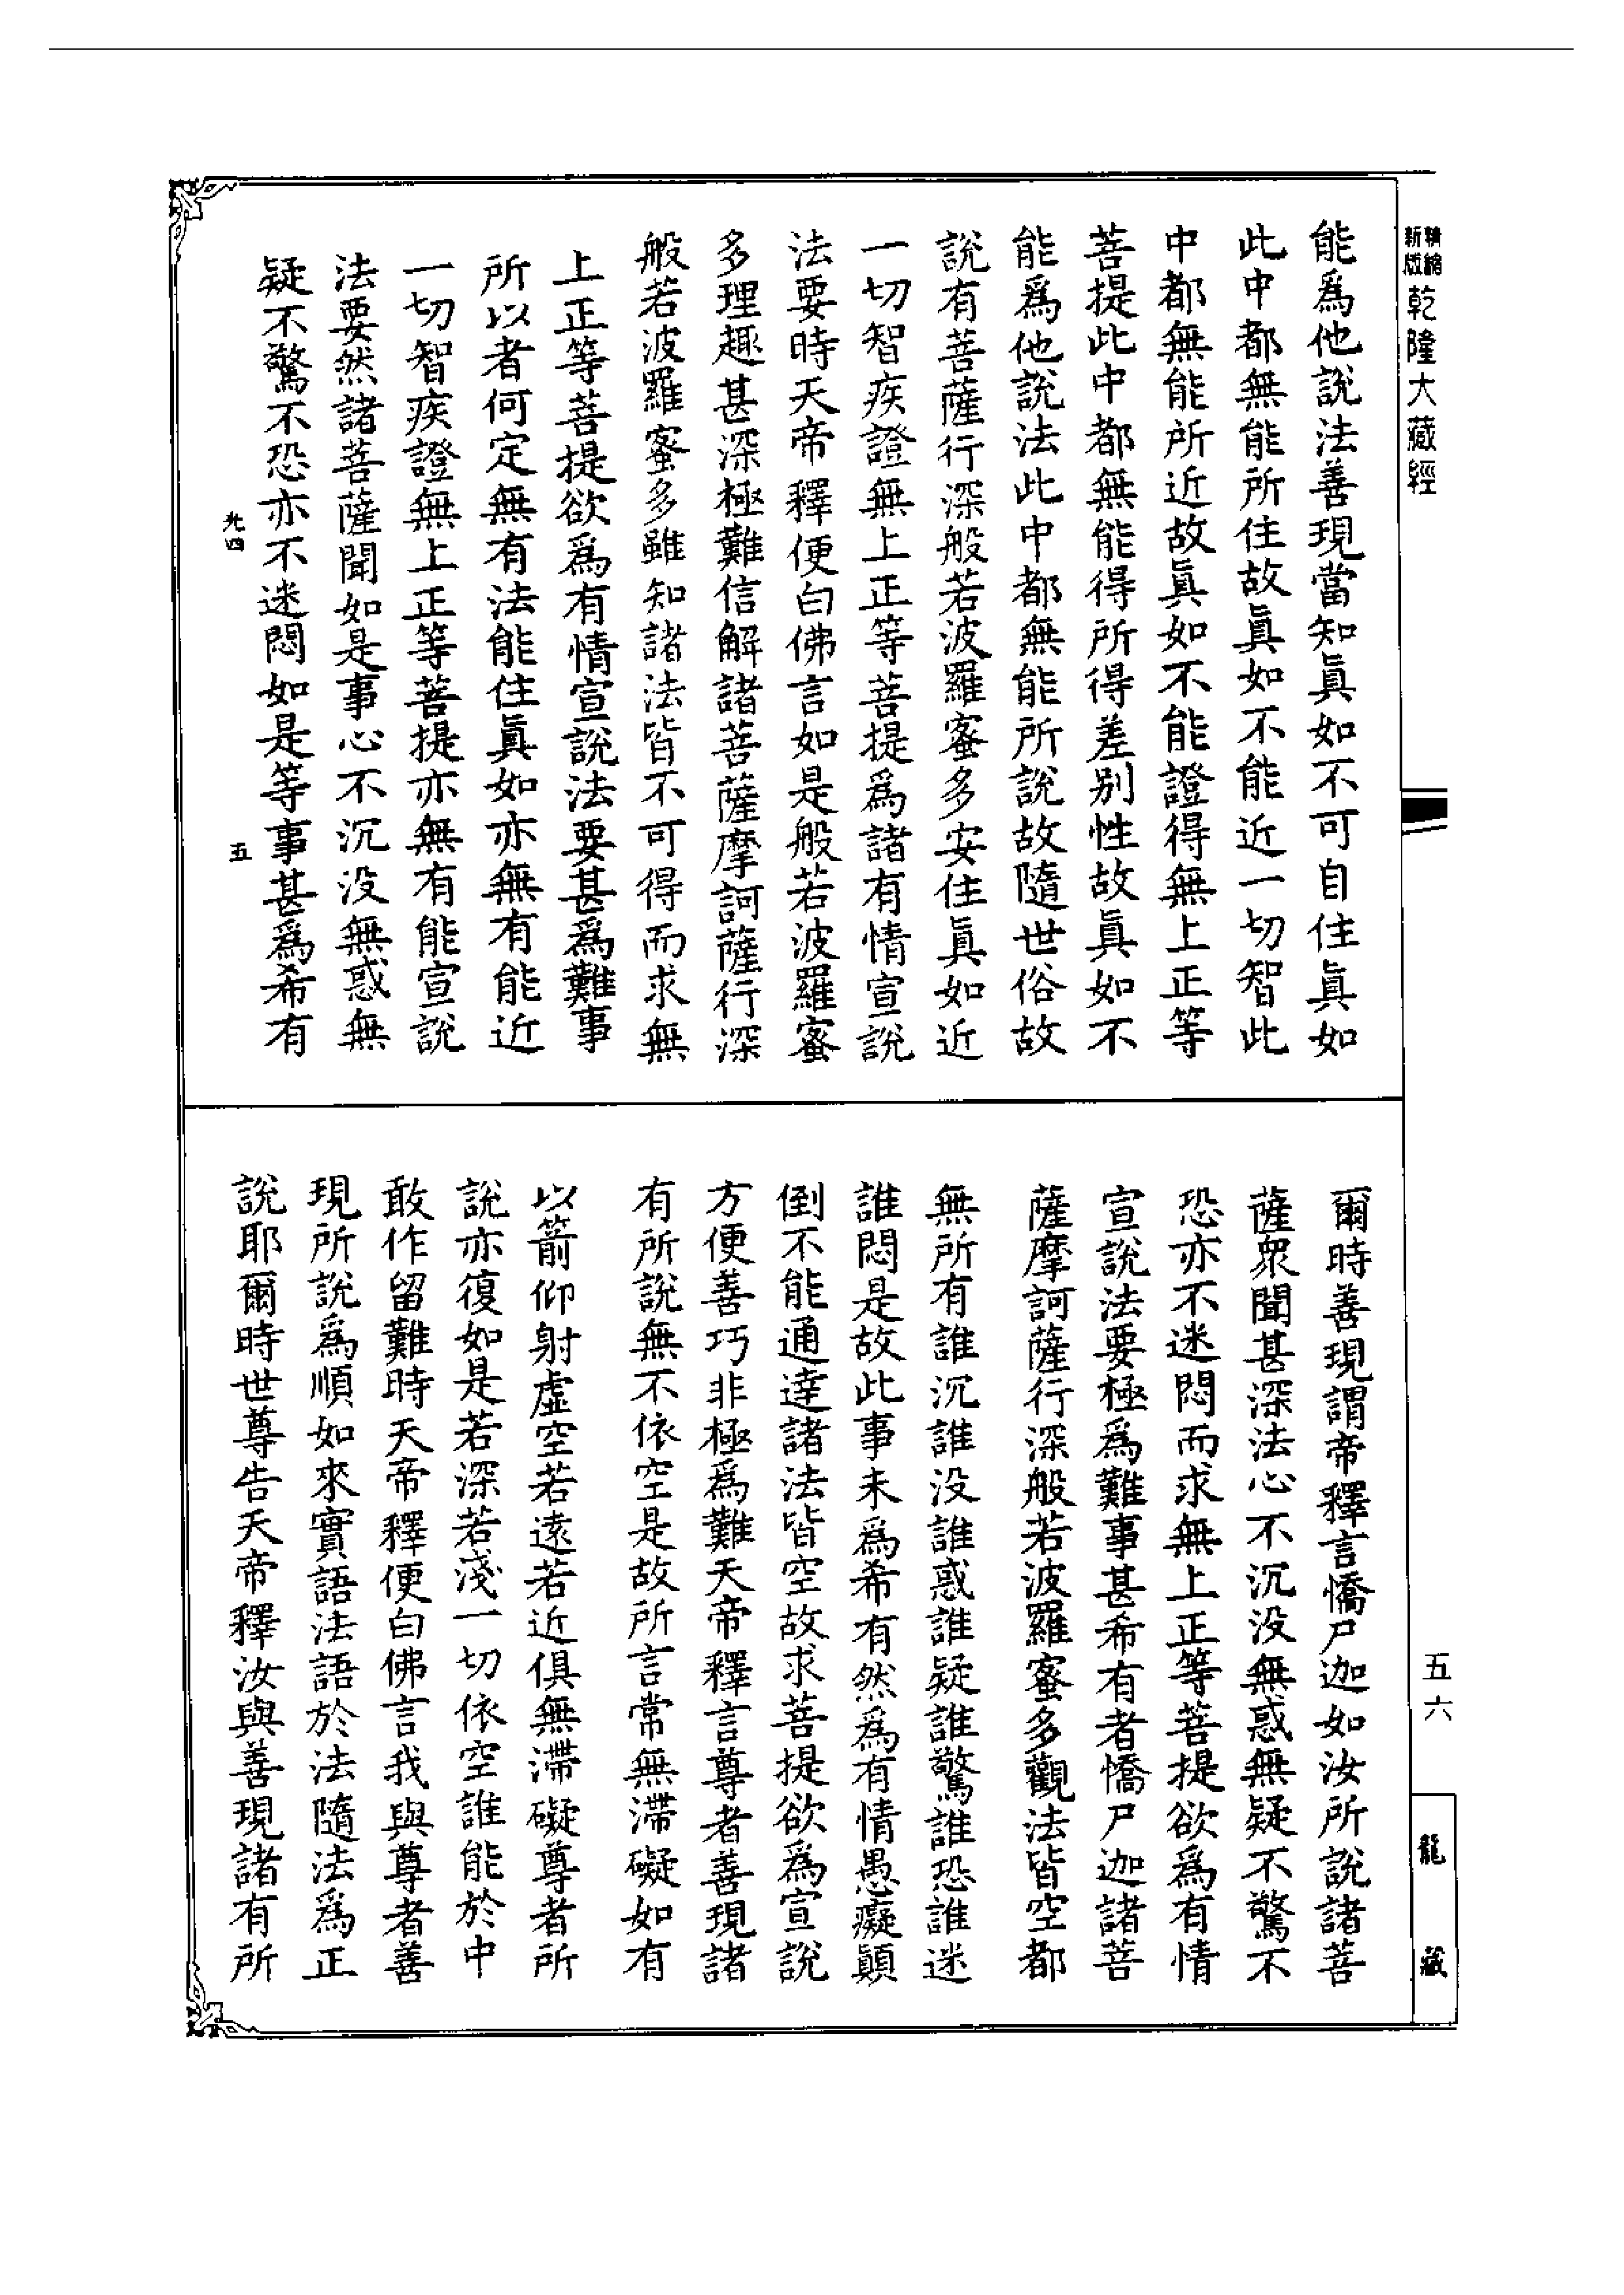 精縮新版乾隆大藏經
能爲他說法善現當知眞如不可自住眞如
此中都無能所住故眞如不能近一切智此
中都無能所近故眞如不能證得無上正等
菩提此中都無能得所得差别性故眞如不
能爲他說法此中都無能所說故隨世俗故
說有菩薩行深般若波羅蜜多安住眞如近
一切智疾證無上正等菩提爲諸有情宣說
法要時天帝釋便白佛言如是般若波羅蜜
多理趣甚深極難信解諸菩薩摩訶薩行深
般若波羅蜜多雖知諸法皆不可得而求無
上正等菩提欲爲有情宣說法要甚爲難事
所以者何定無有法能住眞如亦無有能近
一切智疾證無上正等菩提亦無有能宣說
法要然諸菩薩聞如是事心不沉没無惑無
疑不驚不恐亦不迷悶如是等事甚爲希有
光四
五
五六
龍藏
爾時善現謂帝釋言憍尸迦如汝所說諸菩
薩衆聞甚深法心不沉没無惑無疑不驚不
恐亦不迷悶而求無上正等菩提欲爲有情
宣說法要極爲難事甚希有者憍尸迦諸菩
薩摩訶薩行深般若波羅蜜多觀法皆空都
無所有誰沉誰没誰惑誰疑誰驚誰恐誰迷
誰悶是故此事未爲希有然爲有情愚癡顛
倒不能通達諸法皆空故求菩提欲爲宣說
方便善巧非極爲難天帝釋言尊者善現諸
有所說無不依空是故所言常無滯礙如有
以箭仰射虛空若遠若近俱無滯礙尊者所
說亦復如是若深若淺一切依空誰能於中
敢作留難時天帝釋便白佛言我與尊者善
現所說爲順如來實語法語於法隨法爲正
說耶爾時世尊告天帝釋汝與善現諸有所